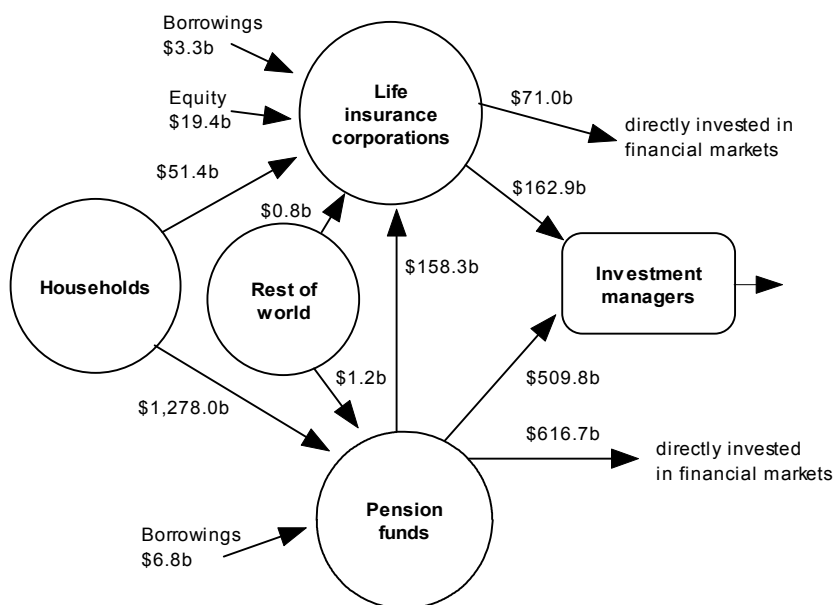 Borrowings
$3.3b
Life
insurance
corporations
Equity
$19.4b
$71.0b
directly invested in
financial markets
$51.4b
$162.9b
$0.8b
Households
Rest of
world
$158.3b
Investment
managers
$1.2b
$509.8b
$1,278.0b
$616.7b
directly invested
in financial markets
Pension
funds
Borrowings
$6.8b